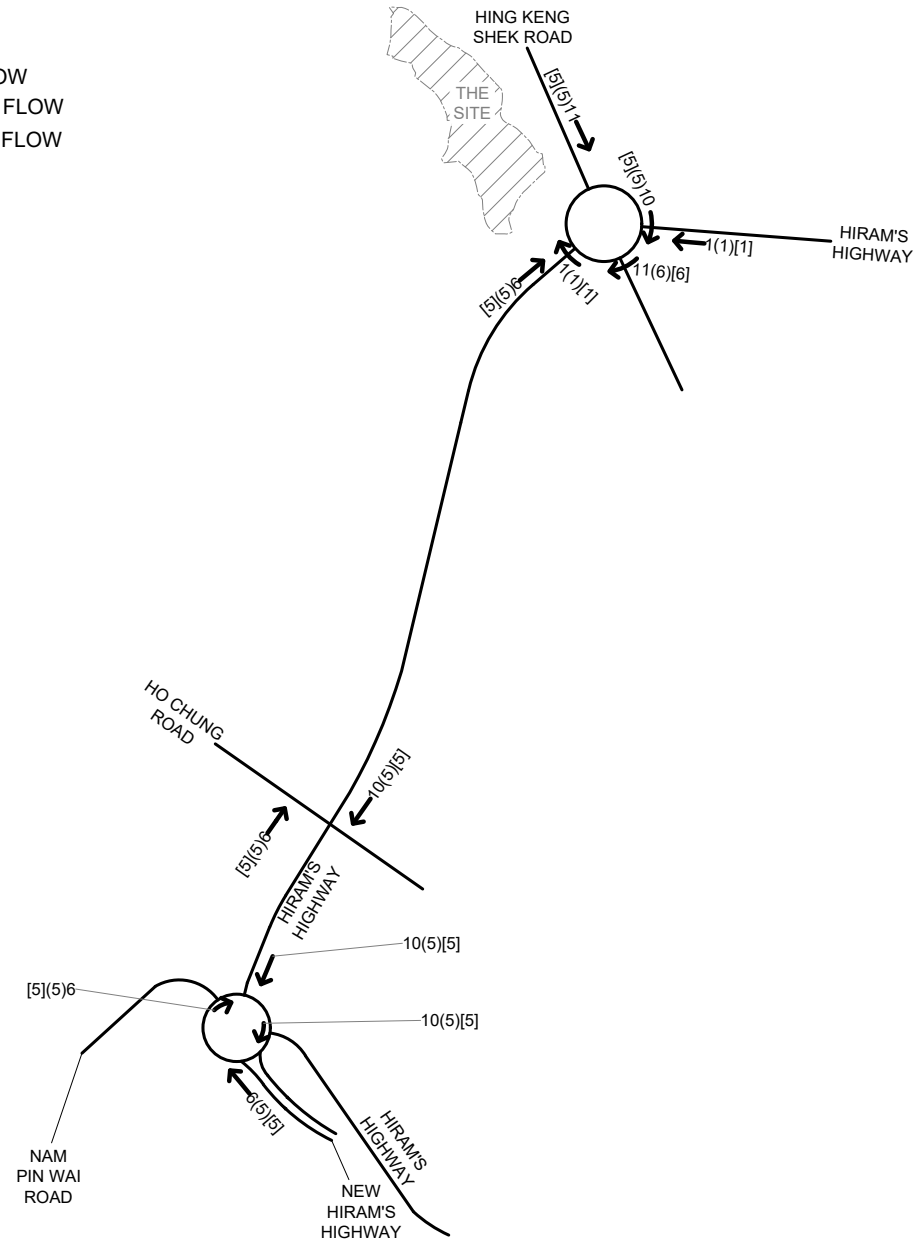 OW
FLOW
FLOW
HING KENG
SHEK ROAD
THE
SITE
[5](5)11
[5](5)10
HIRAM'S
HIGHWAY
1(1)[1]
11(6)[6]
1(1)[1]
[5](5)6
HO CHUNG
ROAD
10(5)[5]
[5](5)6
HIRAM'S
HIGHWAY
10(5)[5]
[5](5)6
10(5)[5]
6(5)[5]
HIRAM'S
HIGHWAY
NAM
PIN WAI
ROAD
NEW
HIRAM'S
HIGHWAY